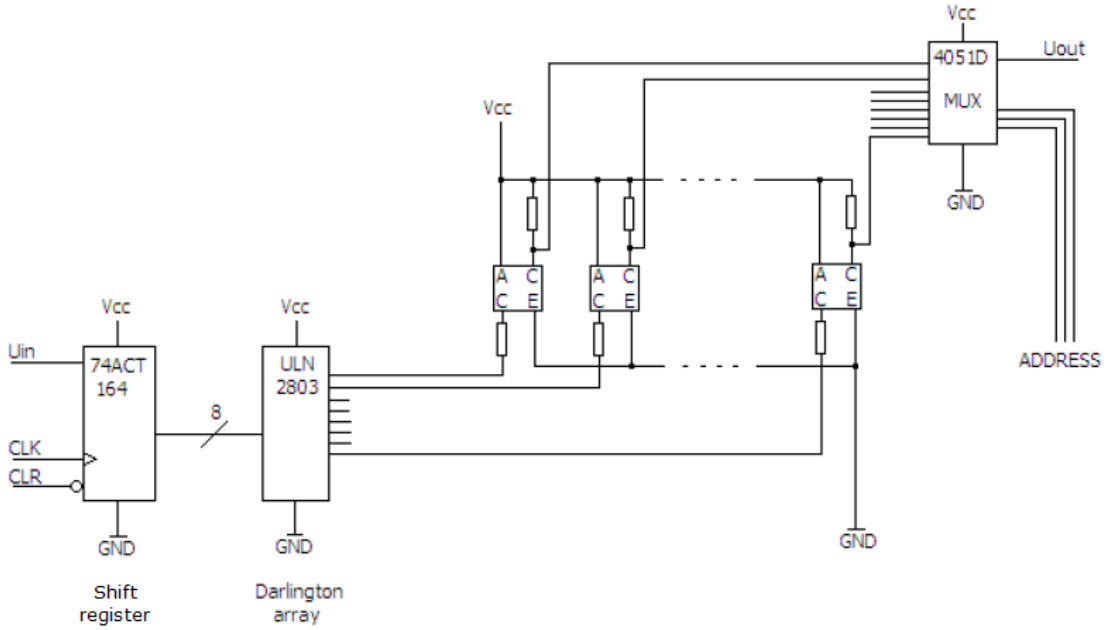 Vcc
4051D
MUX
Uout
GND
ADDRESS
Vcc
A C
C E
A C
C E
A C
C E
GND
Uin
CLK
CLR
Vcc
74ACT
164
GND
Shift
register
8
Vcc
ULN
2803
GND
Darlington
array